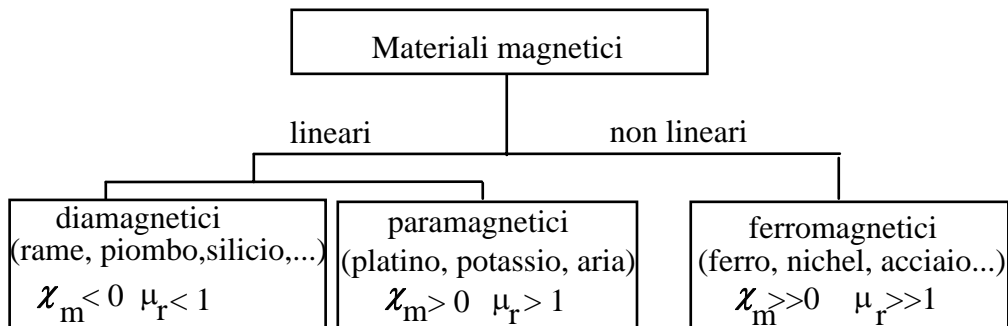 Materiali magnetici
lineari
non lineari
diamagnetici
(rame, piombo,silicio,...)
χm< 0 μr< 1
paramagnetici
(platino, potassio, aria)
χm> 0 μr> 1
ferromagnetici
(ferro, nichel, acciaio...)
χm>>0 μr>>1